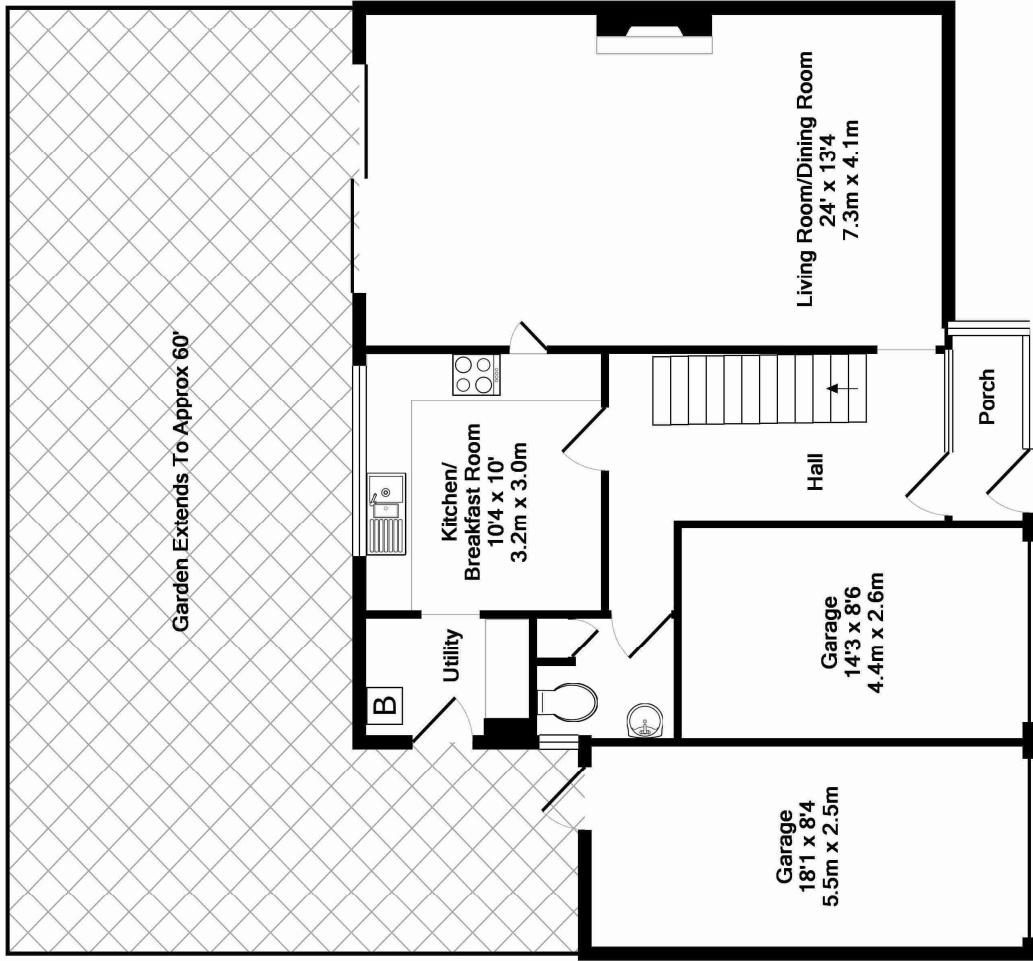 Garden Extends To Approx 60'
Living Room/Dining Room
24' x 13'4
7.3m x 4.1m
Kitchen/
Breakfast Room
10'4 x 10'
3.2m x 3.0m
Utility
B
Hall
Porch
Garage
14'3 x 8'6
4.4m x 2.6m
Garage
18'1 x 8'4
5.5m x 2.5m